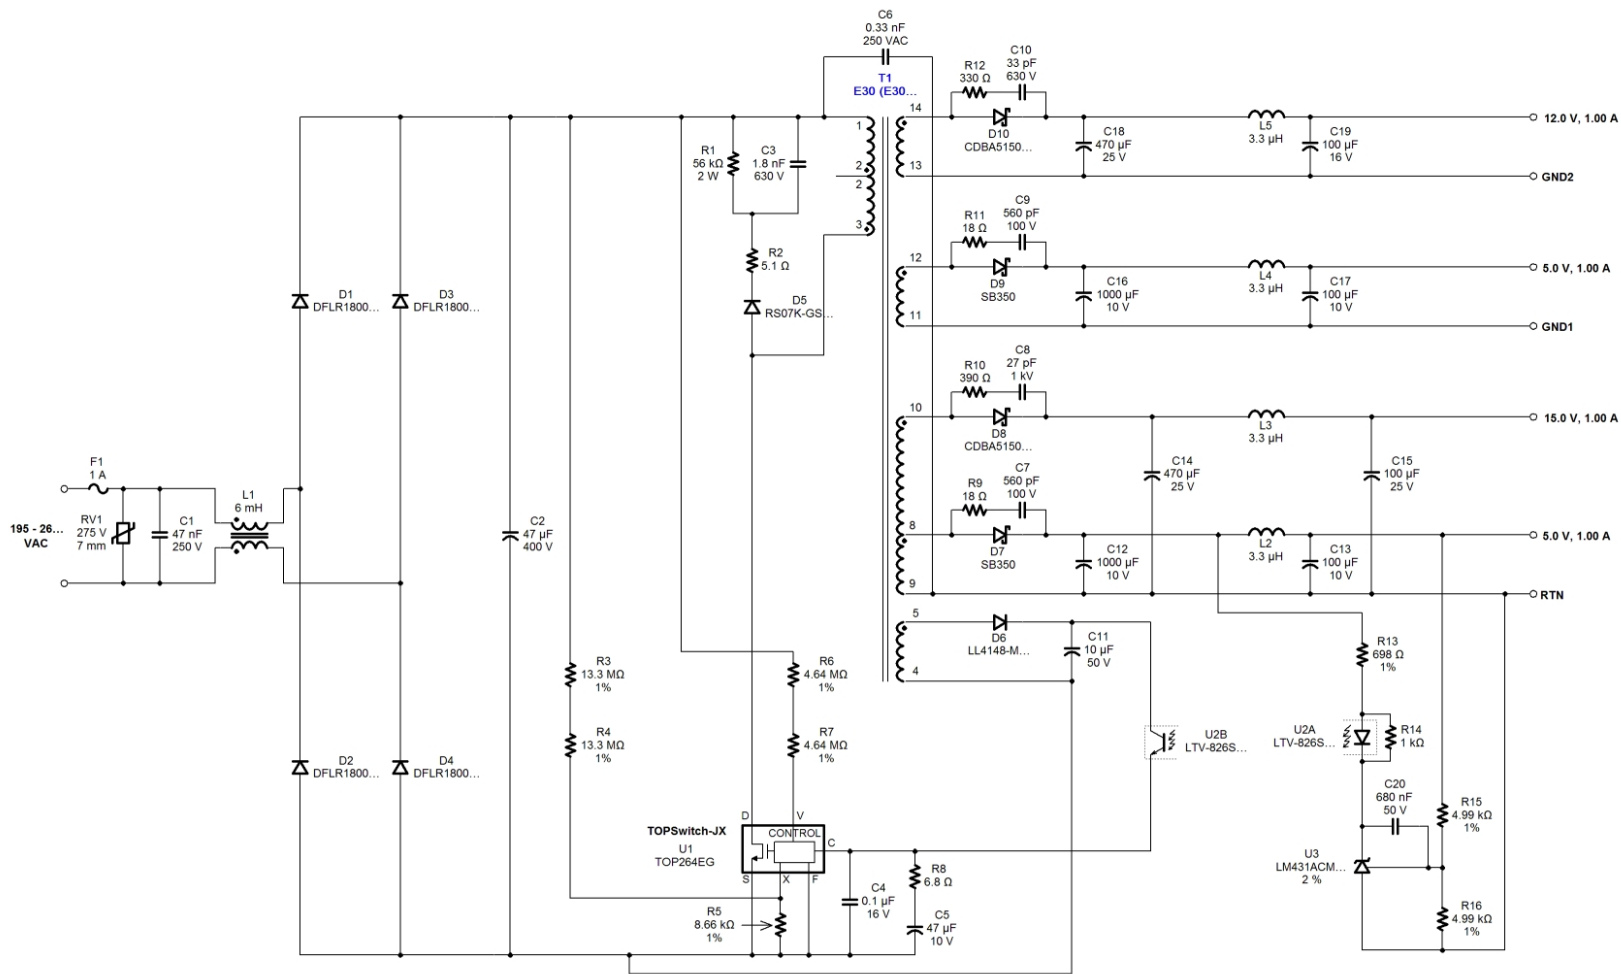 C6
0.33 nF
250 VAC
T1
E30 (E30...
R12
330 Ω
C10
33 pF
630 V
14
D10
CDBA5150...
C18
470 µF
25 V
L5
3.3 µH
C19
100 µF
16 V
12.0 V, 1.00 A
13
GND2
1
2
2
3
R1
56 kΩ
2 W
C3
1.8 nF
630 V
R2
5.1 Ω
D5
RS07K-GS...
R11
18 Ω
C9
560 pF
100 V
12
D9
SB350
C16
1000 µF
10 V
L4
3.3 µH
C17
100 µF
10 V
5.0 V, 1.00 A
11
GND1
D1
DFLR1800...
D3
DFLR1800...
R10
390 Ω
C8
27 pF
1 kV
10
D8
CDBA5150...
L3
3.3 µH
15.0 V, 1.00 A
C14
470 µF
25 V
C15
100 µF
25 V
R9
18 Ω
C7
560 pF
100 V
8
D7
SB350
C12
1000 µF
10 V
L2
3.3 µH
C13
100 µF
10 V
5.0 V, 1.00 A
9
RTN
F1
1 A
195 - 26...
VAC
RV1
275 V
7 mm
C1
47 nF
250 V
L1
6 mH
C2
47 µF
400 V
5
D6
LL4148-M...
C11
10 µF
50 V
4
R3
13.3 MΩ
1%
R6
4.64 MΩ
1%
R4
13.3 MΩ
1%
R7
4.64 MΩ
1%
R13
698 Ω
1%
U2B
LTV-826S...
U2A
LTV-826S...
R14
1 kΩ
D2
DFLR1800...
D4
DFLR1800...
C20
680 nF
50 V
R15
4.99 kΩ
1%
TOPSwitch-JX
U1
TOP264EG
D
V
CONTROL
C
S
X
F
R5
8.66 kΩ
1%
C4
0.1 µF
16 V
R8
6.8 Ω
C5
47 µF
10 V
U3
LM431ACM...
2 %
R16
4.99 kΩ
1%